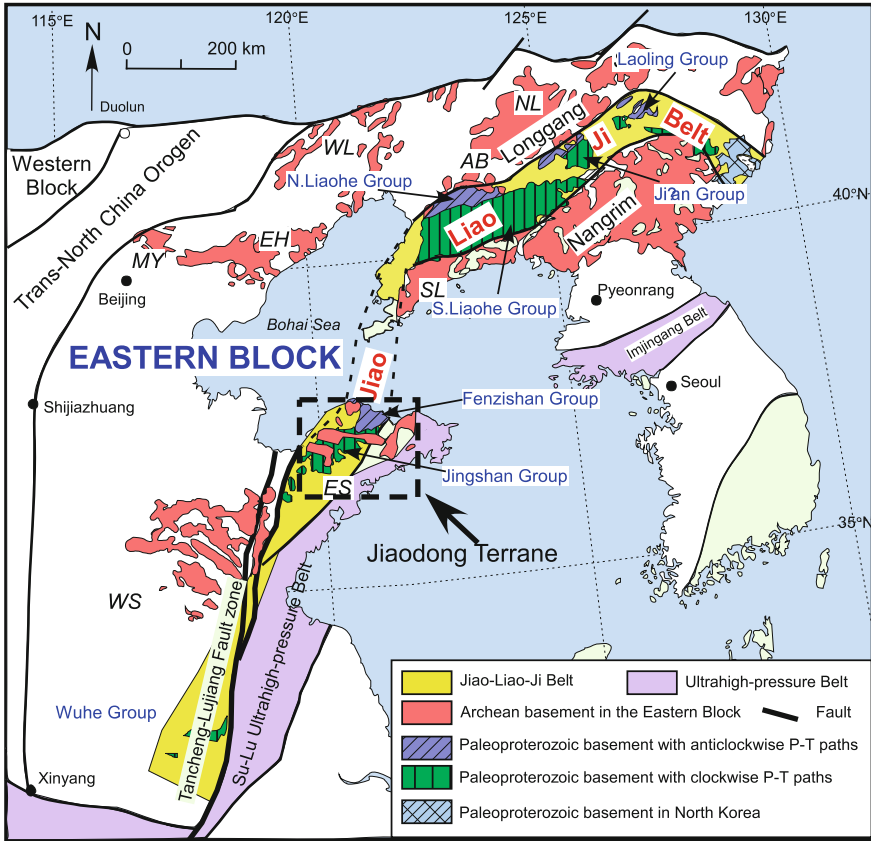 115°E
120°E
125°E
130°E
N
0
200 km
Duolun
Laoling Group
NL
Longgang
Belt
Ji
WL
AB
Western
Block
Trans-North China Orogen
N.Liaohe Group
Ji?an Group
40°N
Liao
Nangrim
EH
MY
Beijing
SL
S.Liaohe Group
Pyeonrang
Bohai Sea
Imjingang Belt
EASTERN BLOCK
Jiao
Seoul
Shijiazhuang
Fenzishan Group
Jingshan Group
ES
35°N
Jiaodong Terrane
WS
Tancheng-Lujiang Fault zone
Su-Lu Ultrahigh-pressure Belt
Wuhe Group
Xinyang
Jiao-Liao-Ji Belt
Ultrahigh-pressure Belt
Archean basement in the Eastern Block
Fault
Paleoproterozoic basement with anticlockwise P-T paths
Paleoproterozoic basement with clockwise P-T paths
Paleoproterozoic basement in North Korea